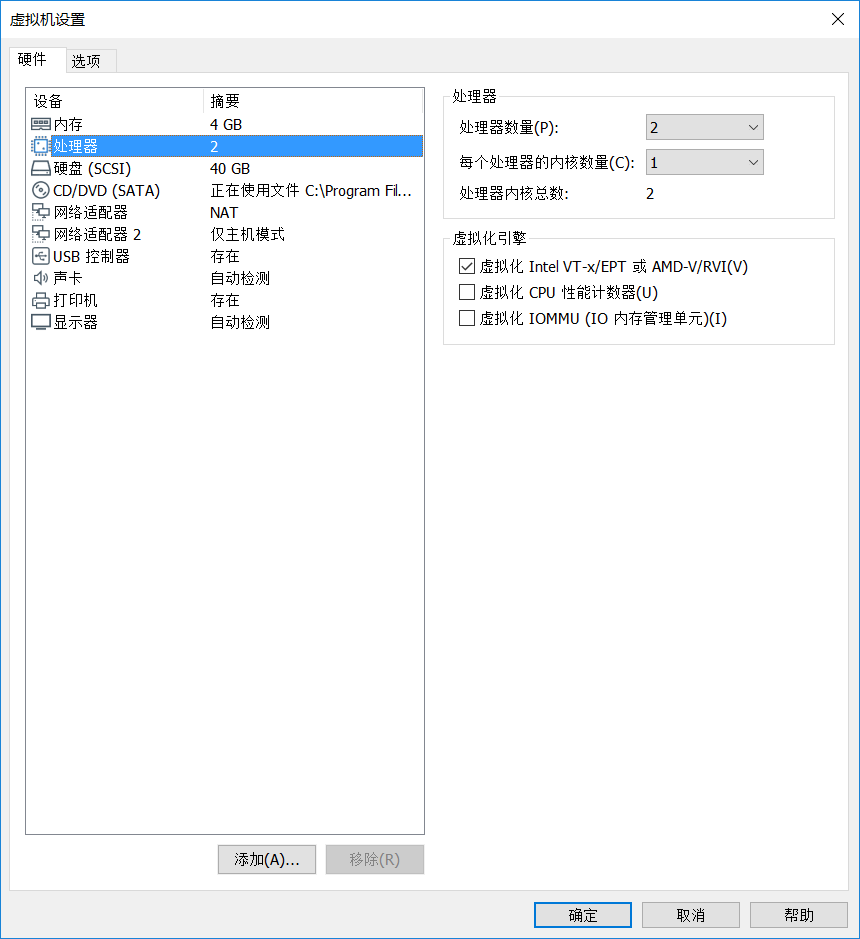 虚拟机设置
硬件 选项
设备 摘要
内存 4 GB
处理器 2
硬盘 (SCSI) 40 GB
CD/DVD (SATA) 正在使用文件 C:\Program Fil...
网络适配器 NAT
网络适配器 2 仅主机模式
USB 控制器 存在
声卡 自动检测
打印机 存在
显示器 自动检测
添加(A)... 移除(R)
处理器
处理器数量(P): 2
每个处理器的内核数量(C): 1
处理器内核总数: 2
虚拟化引擎
虚拟化 Intel VT-x/EPT 或 AMD-V/RVI(V)
虚拟化 CPU 性能计数器(U)
虚拟化 IOMMU (IO 内存管理单元)(I)
确定 取消 帮助